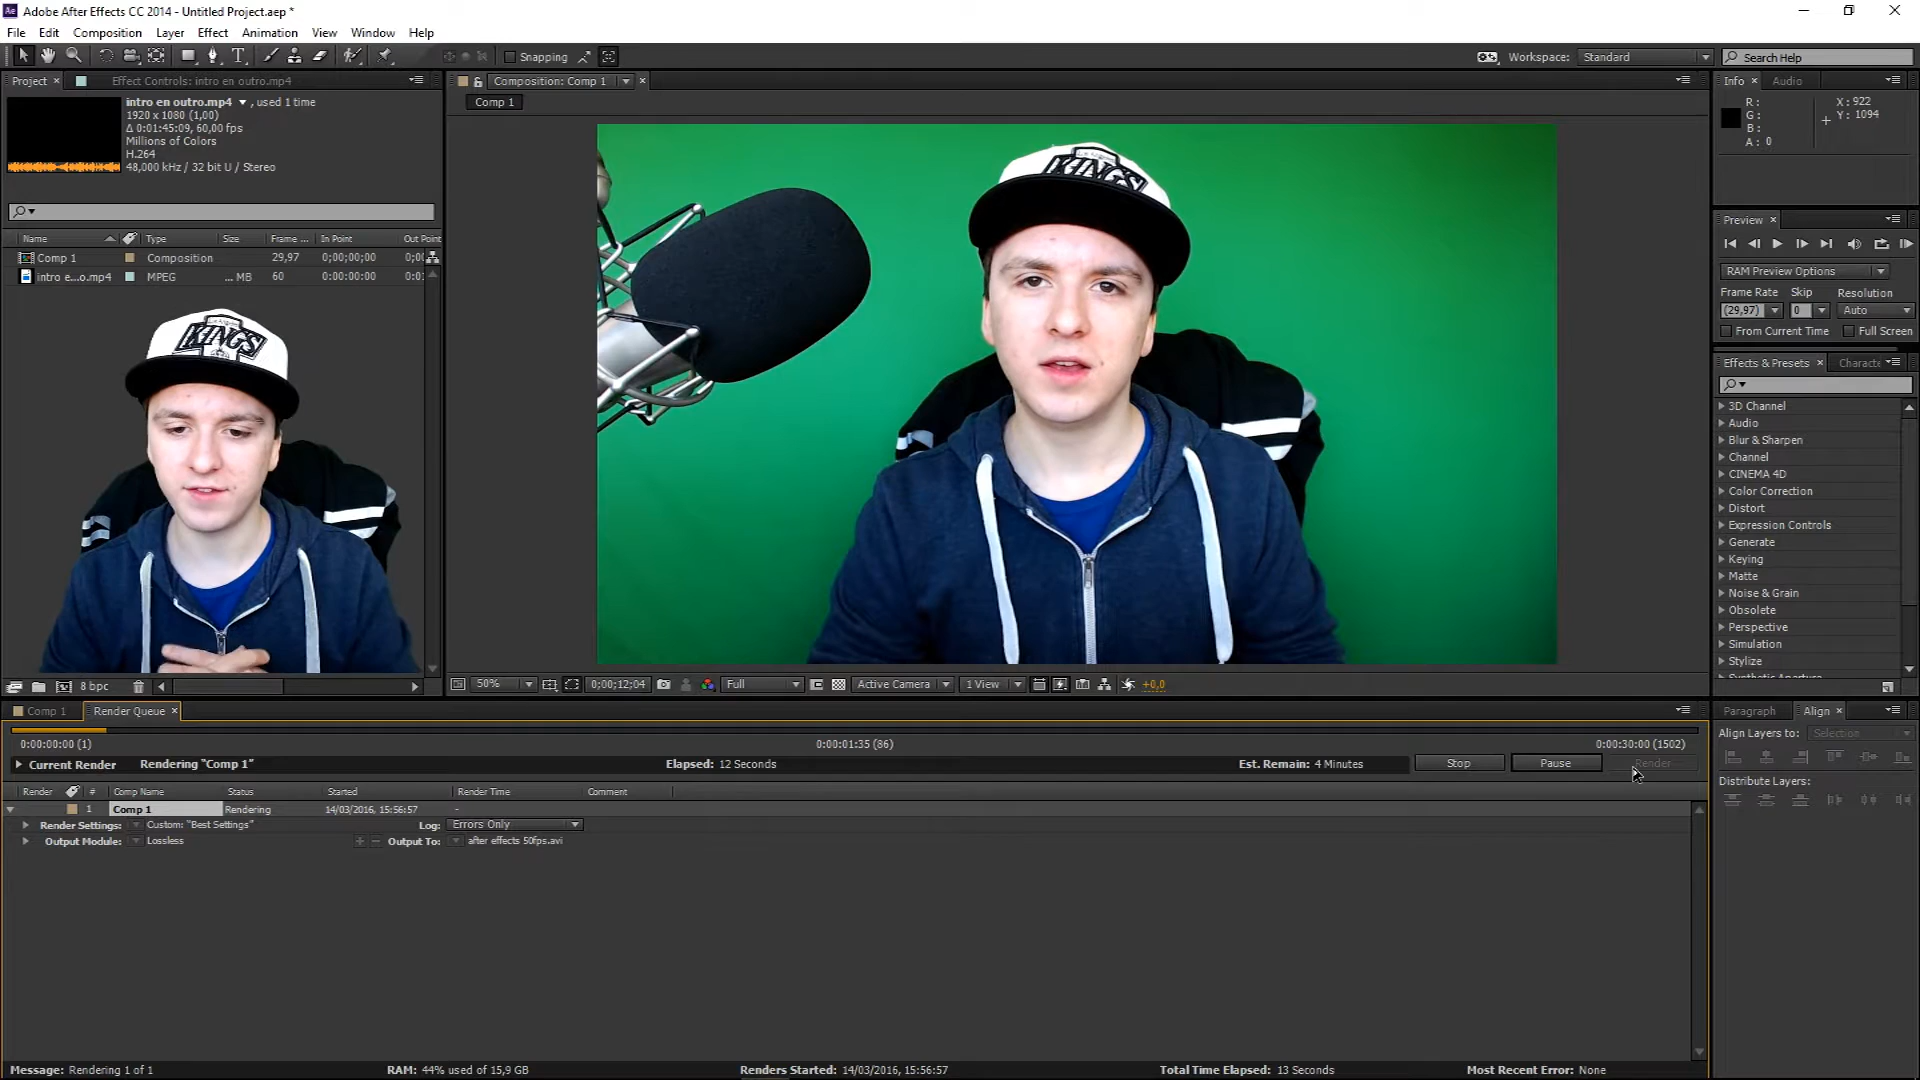 Adobe After Effects CC 2014 - Untitled Project.aep *
File Edit Composition Layer Effect Animation View Window Help
Snapping
Workspace: Standard
Search Help
Project × Effect Controls: intro en outro.mp4
intro en outro.mp4 ▼ , used 1 time
1920 x 1080 (1,00)
Δ 0:01:45:09, 60,00 fps
Millions of Colors
H.264
48,000 kHz / 32 bit U / Stereo
Name Type Size Frame ... In Point Out Point
Comp 1 Composition 29,97 0;00;00;00 0;0
intro e...o.mp4 MPEG ... MB 60 0:00:00:00 0:0
8 bpc
Composition: Comp 1
Comp 1
KINGS
KINGS
50% 0;00;12;04 Full Active Camera 1 View +0,0
Info × Audio
R: X: 922
G: Y: 1094
B:
A: 0
Preview ×
RAM Preview Options
Frame Rate Skip Resolution
(29,97) 0 Auto
From Current Time Full Screen
Effects & Presets × Characte
3D Channel
Audio
Blur & Sharpen
Channel
CINEMA 4D
Color Correction
Distort
Expression Controls
Generate
Keying
Matte
Noise & Grain
Obsolete
Perspective
Simulation
Stylize
Synthetic Aperture
Comp 1 Render Queue ×
0:00:00:00 (1) 0:00:01:35 (86) 0:00:30:00 (1502)
Current Render Rendering "Comp 1" Elapsed: 12 Seconds Est. Remain: 4 Minutes Stop Pause Render
Render # Comp Name Status Started Render Time Comment
1 Comp 1 Rendering 14/03/2016, 15:56:57 -
Render Settings: Custom: "Best Settings" Log: Errors Only
Output Module: Lossless Output To: after effects 50fps.avi
Paragraph Align ×
Align Layers to: Selection
Distribute Layers:
Message: Rendering 1 of 1 RAM: 44% used of 15,9 GB Renders Started: 14/03/2016, 15:56:57 Total Time Elapsed: 13 Seconds Most Recent Error: None